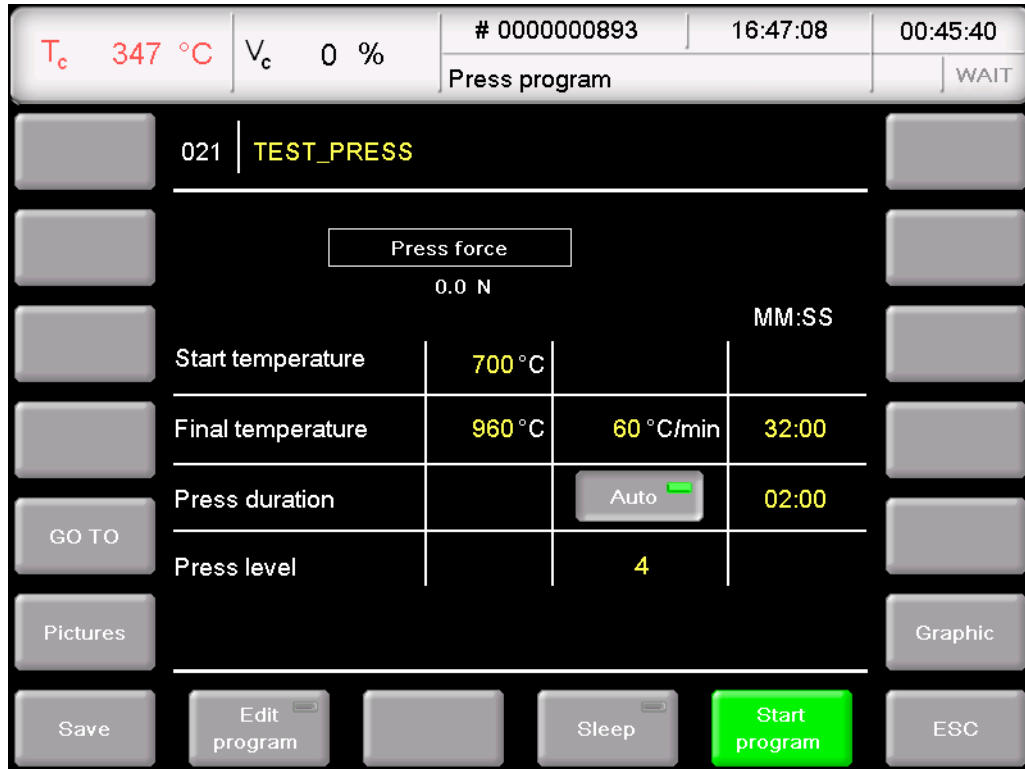 Tc 347 °C Vc 0 % # 0000000893 16:47:08 00:45:40
Press program WAIT
021 TEST_PRESS
Press force
0.0 N
MM:SS
Start temperature 700 °C
Final temperature 960 °C 60 °C/min 32:00
Press duration Auto 02:00
GO TO
Press level 4
Pictures Graphic
Save Edit program Sleep Start program ESC